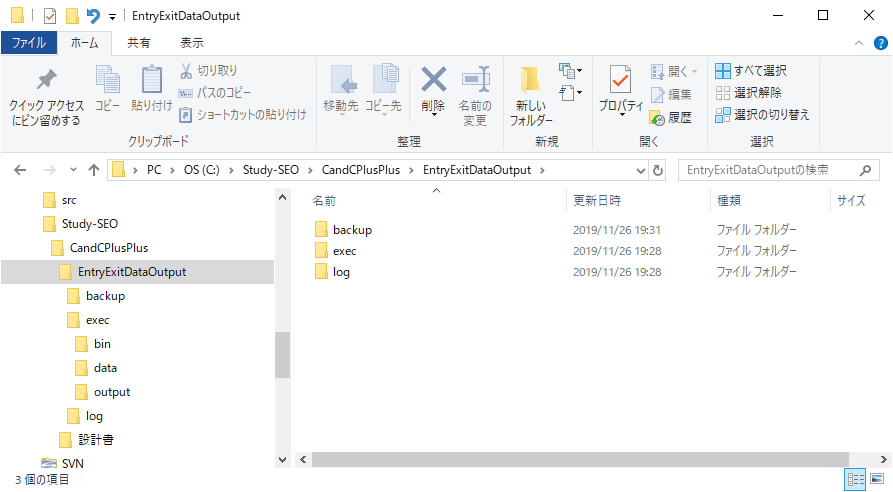 EntryExitDataOutput
ファイル ホーム 共有 表示
クイック アクセス
にピン留めする
コピー
貼り付け
切り取り
パスのコピー
ショートカットの貼り付け
クリップボード
移動先
コピー先
削除
名前の
変更
整理
新しい
フォルダー
新規
プロパティ
開く
編集
履歴
開く
すべて選択
選択解除
選択の切り替え
選択
PC › OS (C:) › Study-SEO › CandCPlusPlus › EntryExitDataOutput ›
EntryExitDataOutputの検索
src
Study-SEO
CandCPlusPlus
EntryExitDataOutput
backup
exec
bin
data
output
log
設計書
SVN
名前 更新日時 種類 サイズ
backup 2019/11/26 19:31 ファイル フォルダー
exec 2019/11/26 19:28 ファイル フォルダー
log 2019/11/26 19:28 ファイル フォルダー
3 個の項目